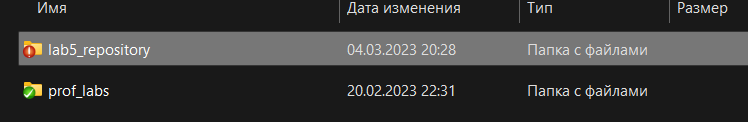 Имя Дата изменения Тип Размер
lab5_repository 04.03.2023 20:28 Папка с файлами
prof_labs 20.02.2023 22:31 Папка с файлами